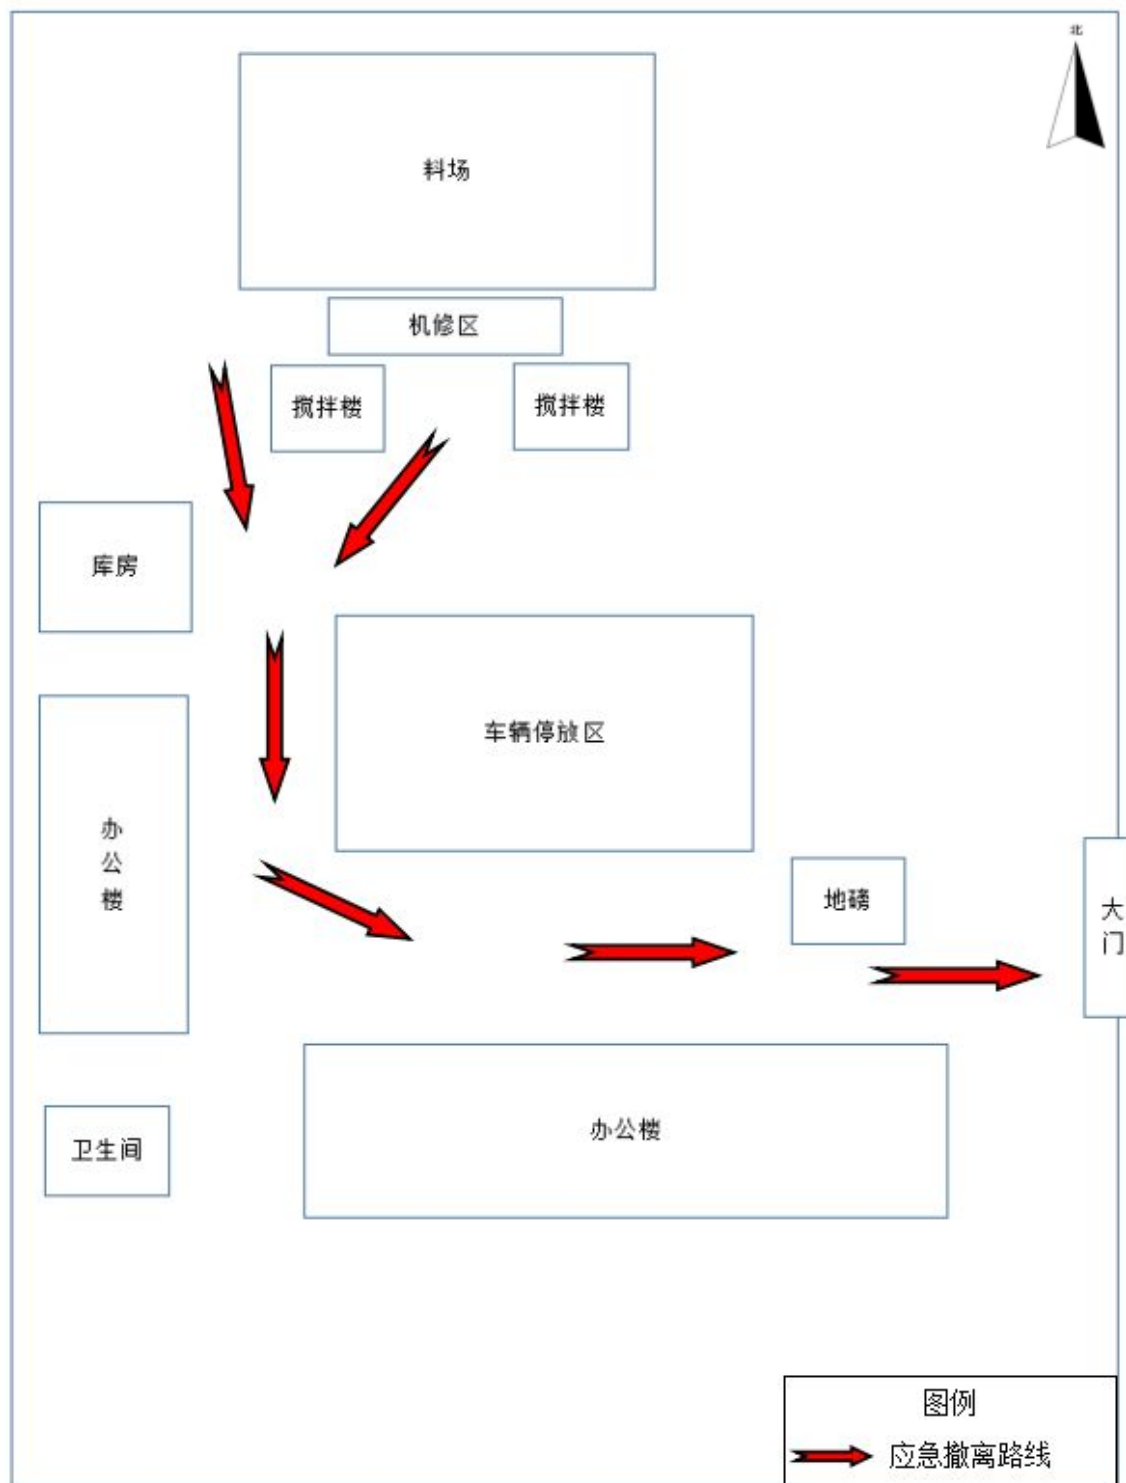 北
料场
机修区
搅拌楼
搅拌楼
库房
车辆停放区
办
公
楼
地磅
大
门
办公楼
卫生间
图例
应急撤离路线